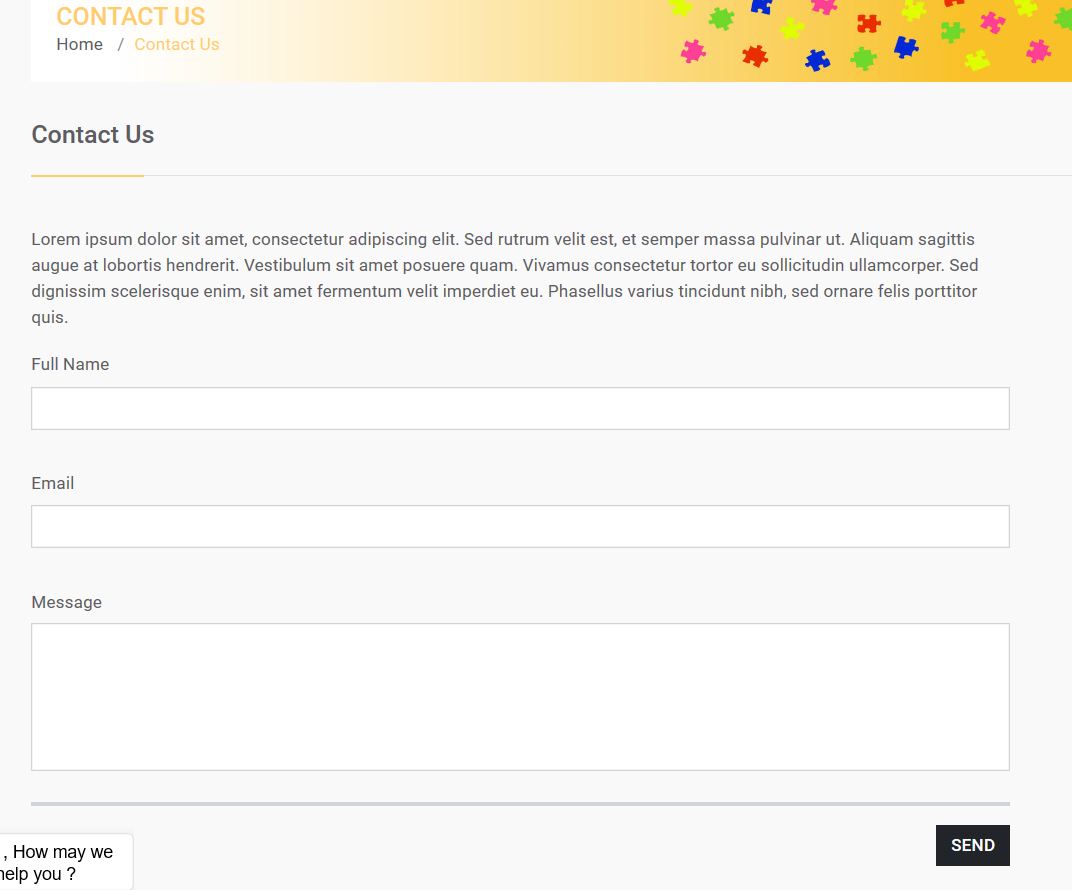 CONTACT US
Home / Contact Us
Contact Us
Lorem ipsum dolor sit amet, consectetur adipiscing elit. Sed rutrum velit est, et semper massa pulvinar ut. Aliquam sagittis
augue at lobortis hendrerit. Vestibulum sit amet posuere quam. Vivamus consectetur tortor eu sollicitudin ullamcorper. Sed
dignissim scelerisque enim, sit amet fermentum velit imperdiet eu. Phasellus varius tincidunt nibh, sed ornare felis porttitor
quis.
Full Name
Email
Message
SEND
, How may we
help you ?